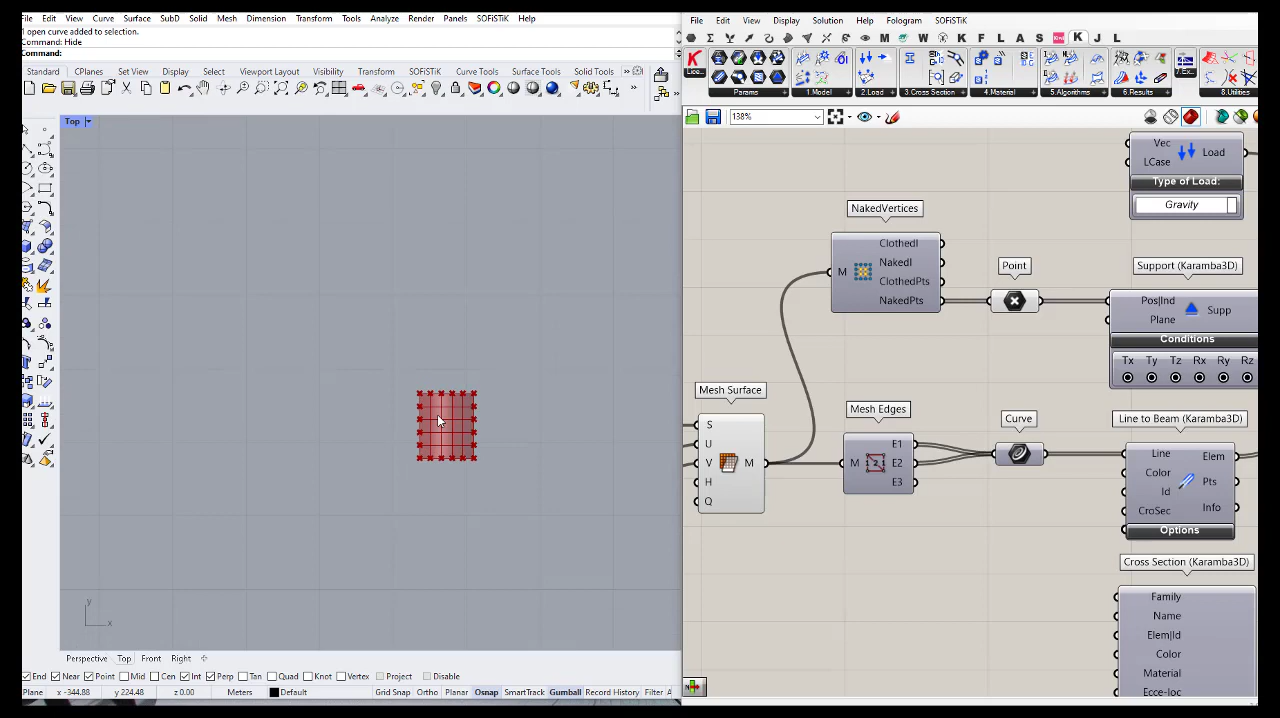 File Edit View Curve Surface SubD Solid Mesh Dimension Transform Tools Analyze Render Panels SOFiSTiK Window Help
1 open curve added to selection.
Command: Hide
Command:
Standard CPlanes Set View Display Select Viewport Layout Visibility Transform SOFiSTiK Curve Tools Surface Tools Solid Tools
Top
y
x
Perspective Top Front Right
End Near Point Mid Cen Int Perp Tan Quad Knot Vertex Project Disable
Plane x -344.88 y 224.48 z 0.00 Meters Default Grid Snap Ortho Planar Osnap SmartTrack Gumball Record History Filter A
File Edit View Display Solution Help Fologram SOFiSTiK
M W K F L A S K J L
Lice...
Params 1.Model 2.Load 3.Cross Section 4.Material 5.Algorithms 6.Results 7.Ex.. 8.Utilities
138%
Vec
LCase
Load
Type of Load:
Gravity
NakedVertices
M
ClothedI
NakedI
ClothedPts
NakedPts
Point
Support (Karamba3D)
Pos|Ind
Plane
Supp
Conditions
Tx Ty Tz Rx Ry Rz
Mesh Surface
S
U
V
H
Q
M
Mesh Edges
M
E1
E2
E3
Curve
Line to Beam (Karamba3D)
Line
Color
Id
CroSec
Elem
Pts
Info
Options
Cross Section (Karamba3D)
Family
Name
Elem|Id
Color
Material
Ecce-loc